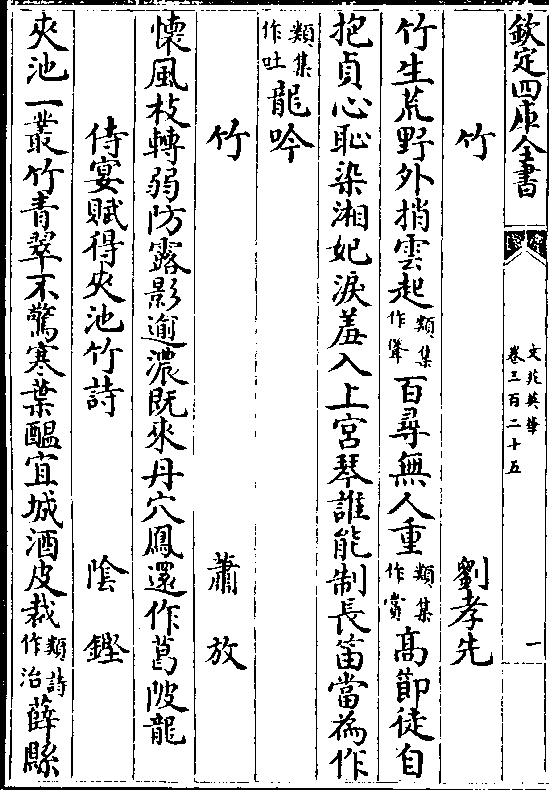 欽定四庫全書
文苑英華
卷三百二十五
一
竹　劉孝先
竹生荒野外捎雲起類集作聳百尋無人重類集作賞高節徒自
抱貞心恥染湘妃淚羞入上宮琴誰能制長笛當為作
類集作吐龍吟
竹　蕭放
懷風枝轉弱防露影逾濃既來丹穴鳳還作葛陂龍
侍宴賦得夾池竹詩　陰鏗
夾池一叢竹青翠不驚寒葉醖宜城酒皮裁類詩作治薛縣